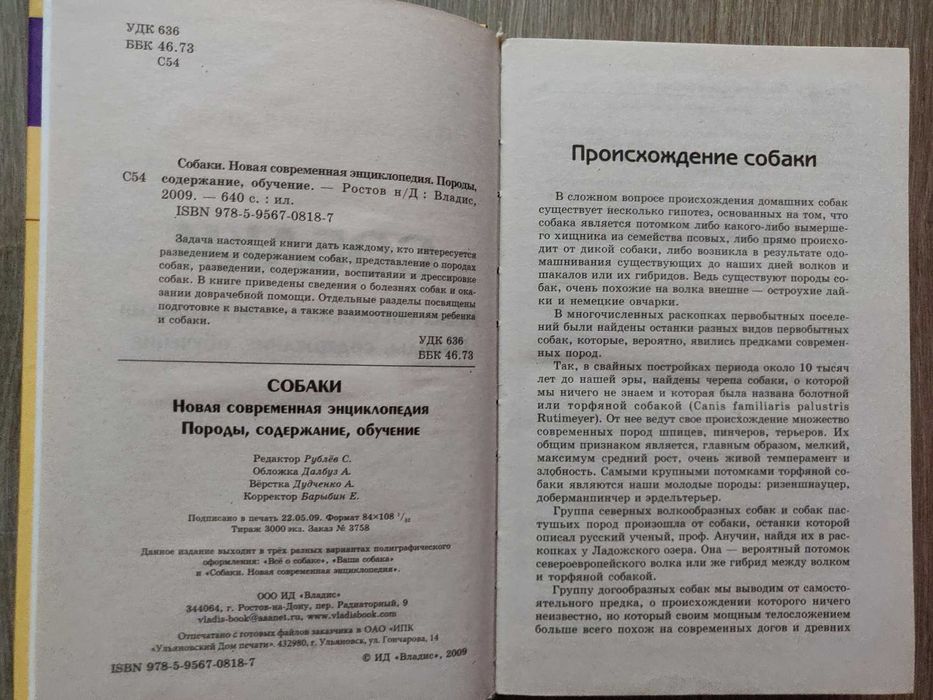 УДК 636
ББК 46.73
С54
Собаки. Новая современная энциклопедия. Породы,
С54 содержание, обучение. — Ростов н/Д : Владис,
2009. — 640 с. : ил.
ISBN 978-5-9567-0818-7
Задача настоящей книги дать каждому, кто интересуется
разведением и содержанием собак, представление о породах
собак, разведении, содержании, воспитании и дрессировке
собак. В книге приведены сведения о болезнях собак и ока-
зании доврачебной помощи. Отдельные разделы посвящены
подготовке к выставке, а также взаимоотношениям ребенка
и собаки.
УДК 636
ББК 46.73
СОБАКИ
Новая современная энциклопедия
Породы, содержание, обучение
Редактор Рублёв С.
Обложка Далбуз А.
Вёрстка Дудченко А.
Корректор Барыбин Е.
Подписано в печать 22.05.09. Формат 84×108 1/32
Тираж 3000 экз. Заказ № 3758
Данное издание выходит в трёх разных вариантах полиграфического
оформления: «Всё о собаке», «Ваша собака»
и «Собаки. Новая современная энциклопедия».
ООО ИД «Владис»
344064, г. Ростов-на-Дону, пер. Радиаторный, 9
vladis-book@aaanet.ru, www.vladisbook.com
Отпечатано с готовых файлов заказчика в ОАО «ИПК
«Ульяновский Дом печати». 432980, г. Ульяновск, ул. Гончарова, 14
ISBN 978-5-9567-0818-7
© ИД «Владис», 2009
Происхождение собаки
В сложном вопросе происхождения домашних собак
существует несколько гипотез, основанных на том, что
собака является потомком либо какого-либо вымерше-
го хищника из семейства псовых, либо прямо происхо-
дит от дикой собаки, либо возникла в результате одо-
машнивания существующих до наших дней волков и
шакалов или их гибридов. Ведь существуют породы со-
бак, очень похожие на волка внешне — остроухие лай-
ки и немецкие овчарки.
В многочисленных раскопках первобытных поселе-
ний были найдены останки разных видов первобытных
собак, которые, вероятно, явились предками современ-
ных пород.
Так, в свайных постройках периода около 10 тысяч
лет до нашей эры, найдены черепа собаки, о которой
мы ничего не знаем и которая была названа болотной
или торфяной собакой (Canis familiaris palustris
Rutimeyer). От нее ведут свое происхождение множество
современных пород шпицев, пинчеров, терьеров. Их
общим признаком является, главным образом, мелкий,
максимум средний рост, очень живой темперамент и
злобность. Самыми крупными потомками торфяной со-
баки являются наши молодые породы: ризеншнауцер,
доберманпинчер и эрдельтерьер.
Группа северных волкообразных собак и собак пас-
тушьих пород произошла от собаки, останки которой
описал русский ученый, проф. Анучин, найдя их в рас-
копках у Ладожского озера. Она — вероятный потомок
североевропейского волка или же гибрид между волком
и торфяной собакой.
Группу догообразных собак мы выводим от самосто-
ятельного предка, о происхождении которого ничего
неизвестно, но который своим мощным телосложением
больше всего похож на современных догов и древних